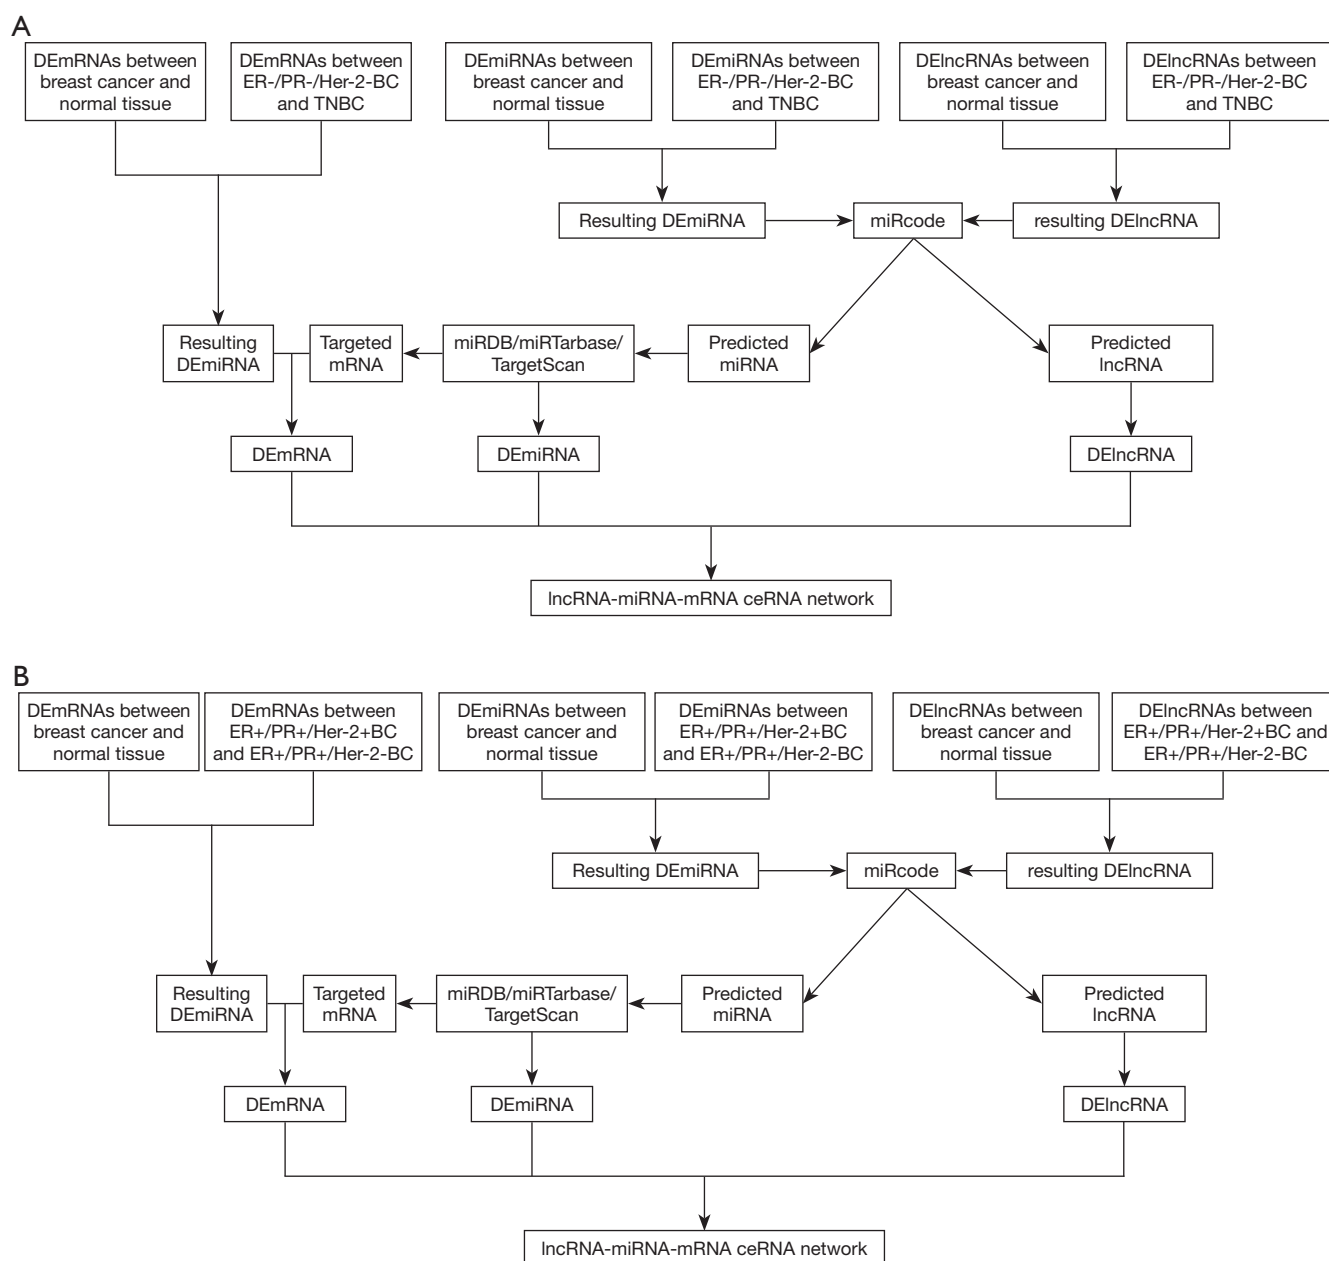 A
DEmRNAs between
breast cancer and
normal tissue
DEmRNAs between
ER-/PR-/Her-2-BC
and TNBC
DEmiRNAs between
breast cancer and
normal tissue
DEmiRNAs between
ER-/PR-/Her-2-BC
and TNBC
DElncRNAs between
breast cancer and
normal tissue
DElncRNAs between
ER-/PR-/Her-2-BC
and TNBC
Resulting DEmiRNA
miRcode
resulting DElncRNA
Resulting
DEmiRNA
Targeted
mRNA
miRDB/miRTarbase/
TargetScan
Predicted
miRNA
Predicted
lncRNA
DEmRNA
DEmiRNA
DElncRNA
lncRNA-miRNA-mRNA ceRNA network
B
DEmRNAs between
breast cancer and
normal tissue
DEmRNAs between
ER+/PR+/Her-2+BC
and ER+/PR+/Her-2-BC
DEmiRNAs between
breast cancer and
normal tissue
DEmiRNAs between
ER+/PR+/Her-2+BC
and ER+/PR+/Her-2-BC
DElncRNAs between
breast cancer and
normal tissue
DElncRNAs between
ER+/PR+/Her-2+BC and
ER+/PR+/Her-2-BC
Resulting DEmiRNA
miRcode
resulting DElncRNA
Resulting
DEmiRNA
Targeted
mRNA
miRDB/miRTarbase/
TargetScan
Predicted
miRNA
Predicted
lncRNA
DEmRNA
DEmiRNA
DElncRNA
lncRNA-miRNA-mRNA ceRNA network